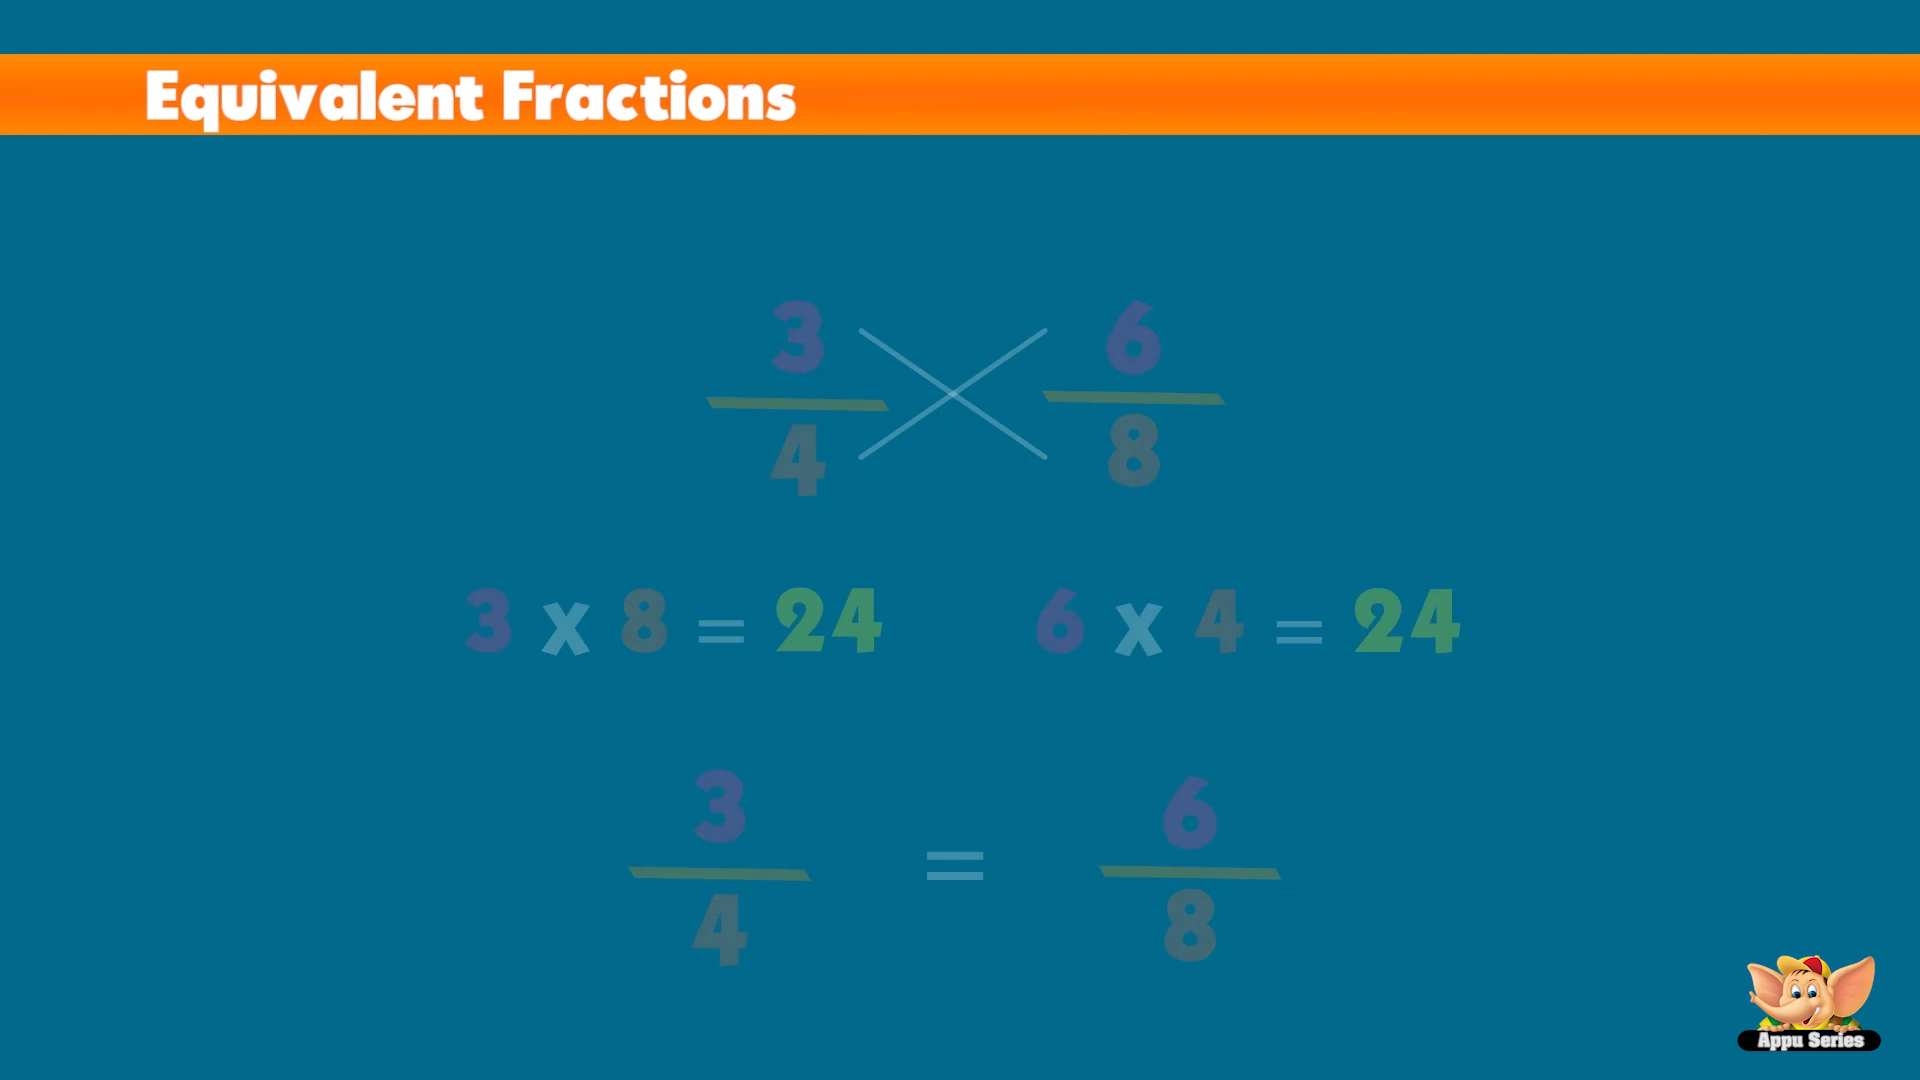 Equivalent Fractions
3 6
4 8
3 x 8 = 24 6 x 4 = 24
3 = 6
4 8
Appu Series